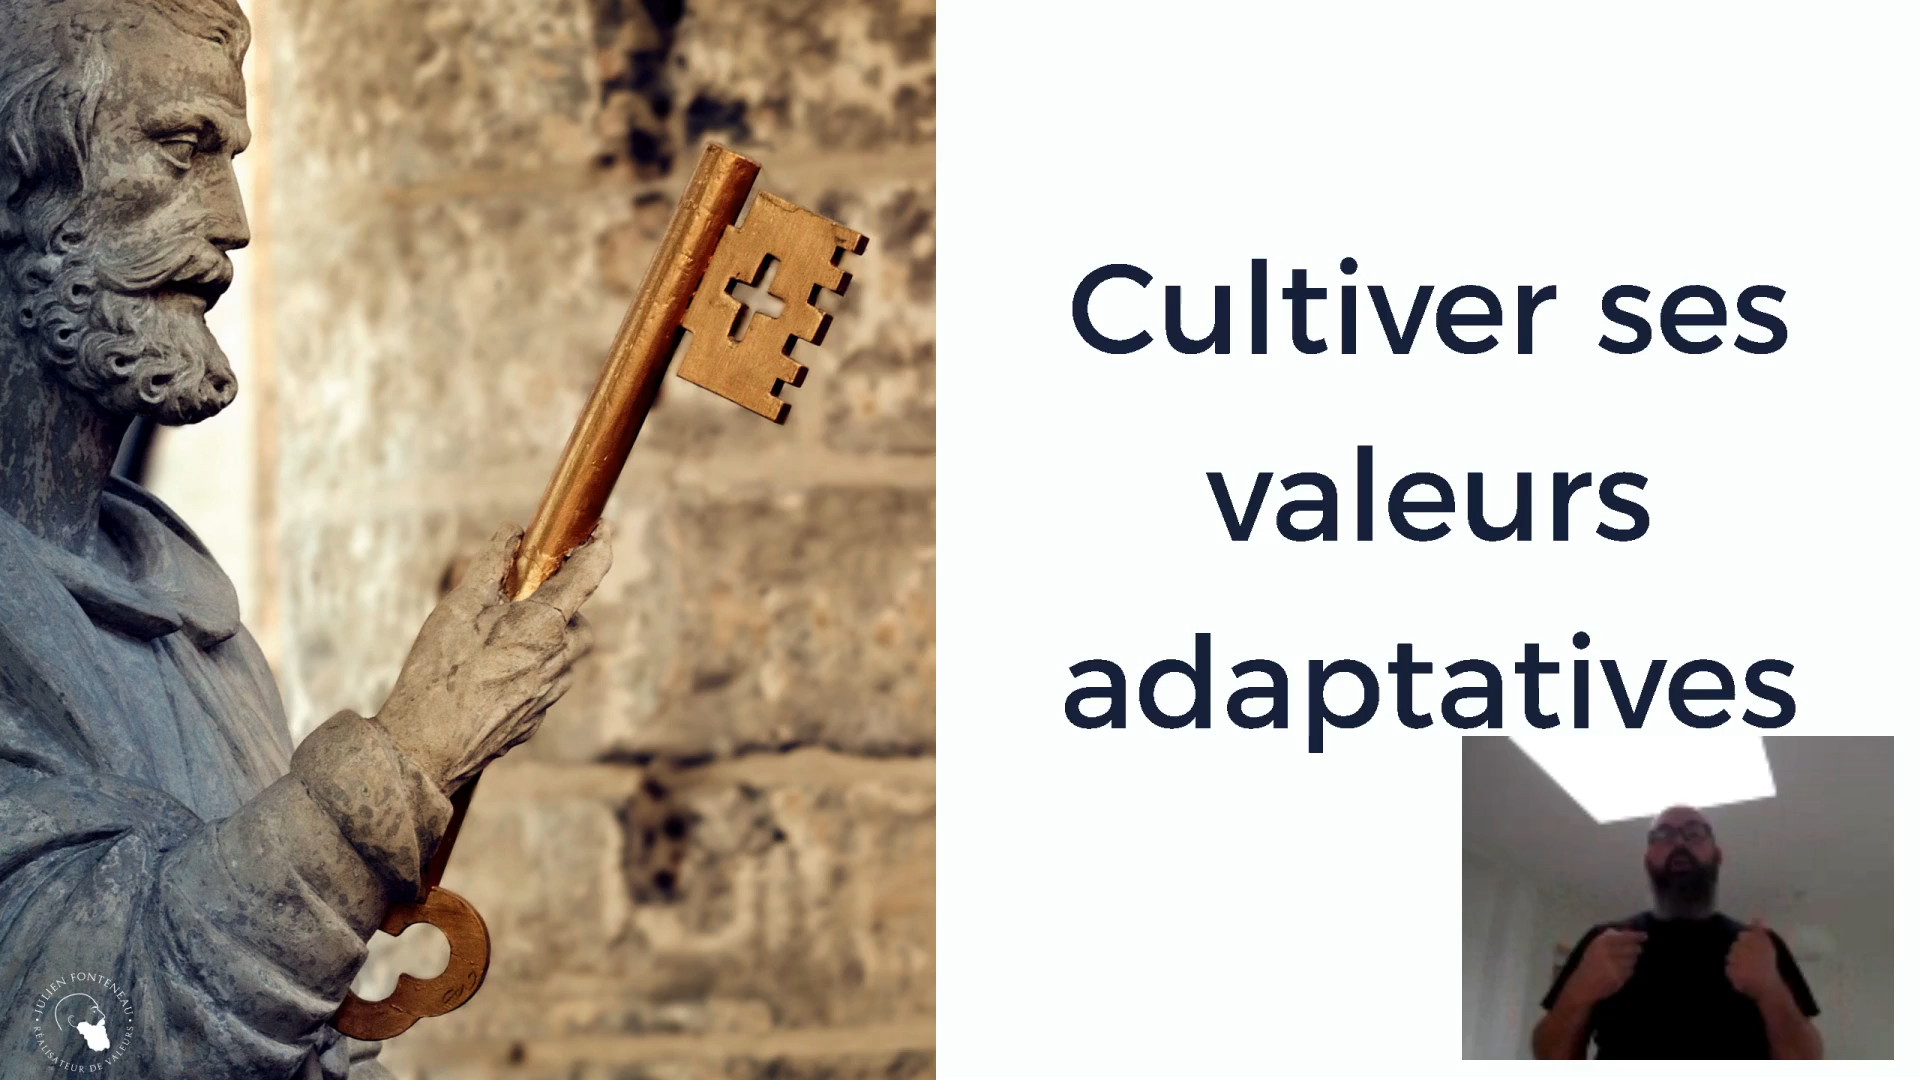 Cultiver ses
valeurs
adaptatives
JULIEN FONTENEAU
RÉALISATEUR DE VALEURS